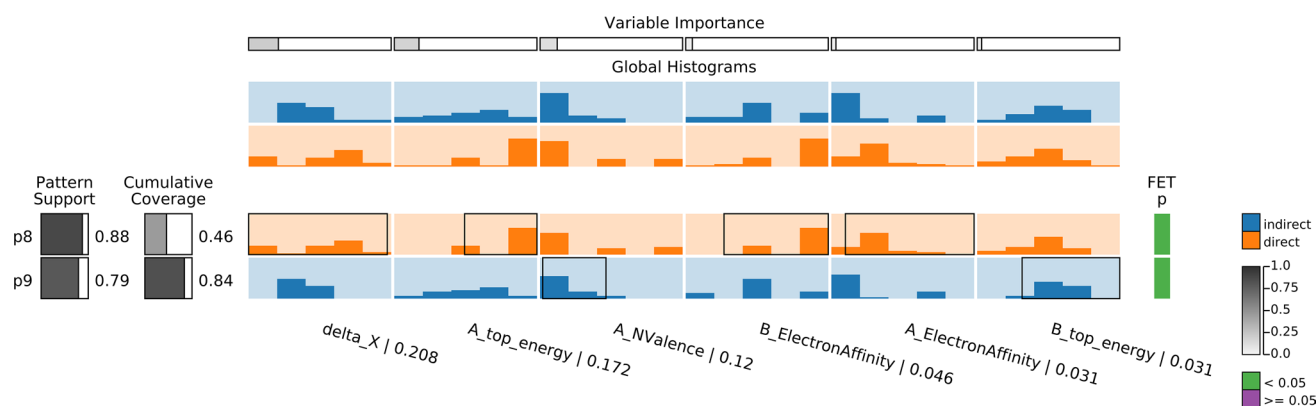 Variable Importance
Global Histograms
Pattern
Support
Cumulative
Coverage
FET
p
p8
0.88
0.46
p9
0.79
0.84
indirect
direct
1.0
0.75
0.5
0.25
0.0
< 0.05
>= 0.05
delta_X | 0.208
A_top_energy | 0.172
A_NValence | 0.12
B_ElectronAffinity | 0.046
A_ElectronAffinity | 0.031
B_top_energy | 0.031